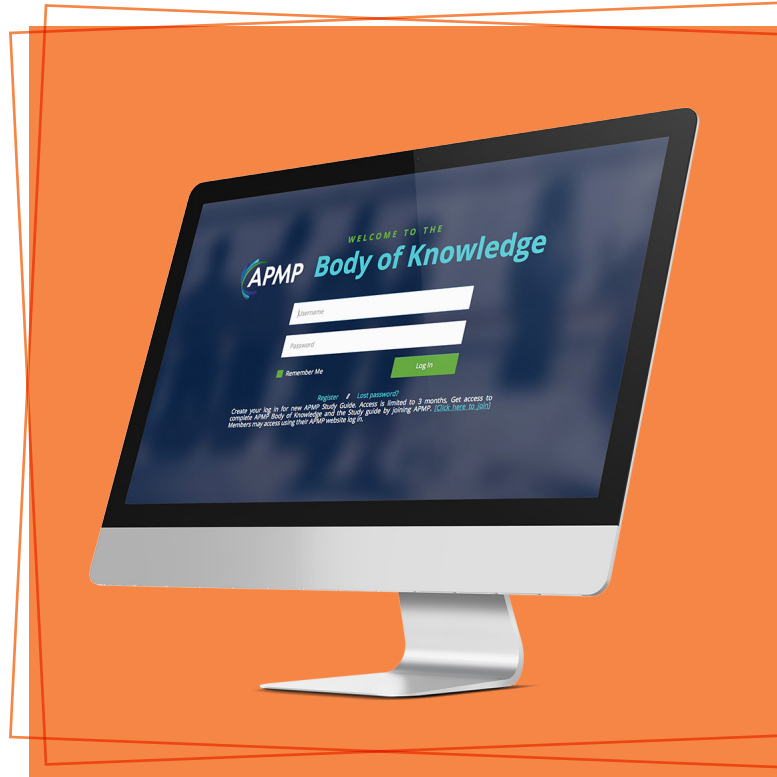 WELCOME TO THE
APMP Body of Knowledge
Username
Password
Remember Me
Log In
Register // Lost password?
Create your log in for new APMP Study Guide. Access is limited to 3 months, Get access to
complete APMP Body of Knowledge and the Study guide by joining APMP. [Click here to join]
Members may access using their APMP website log in.